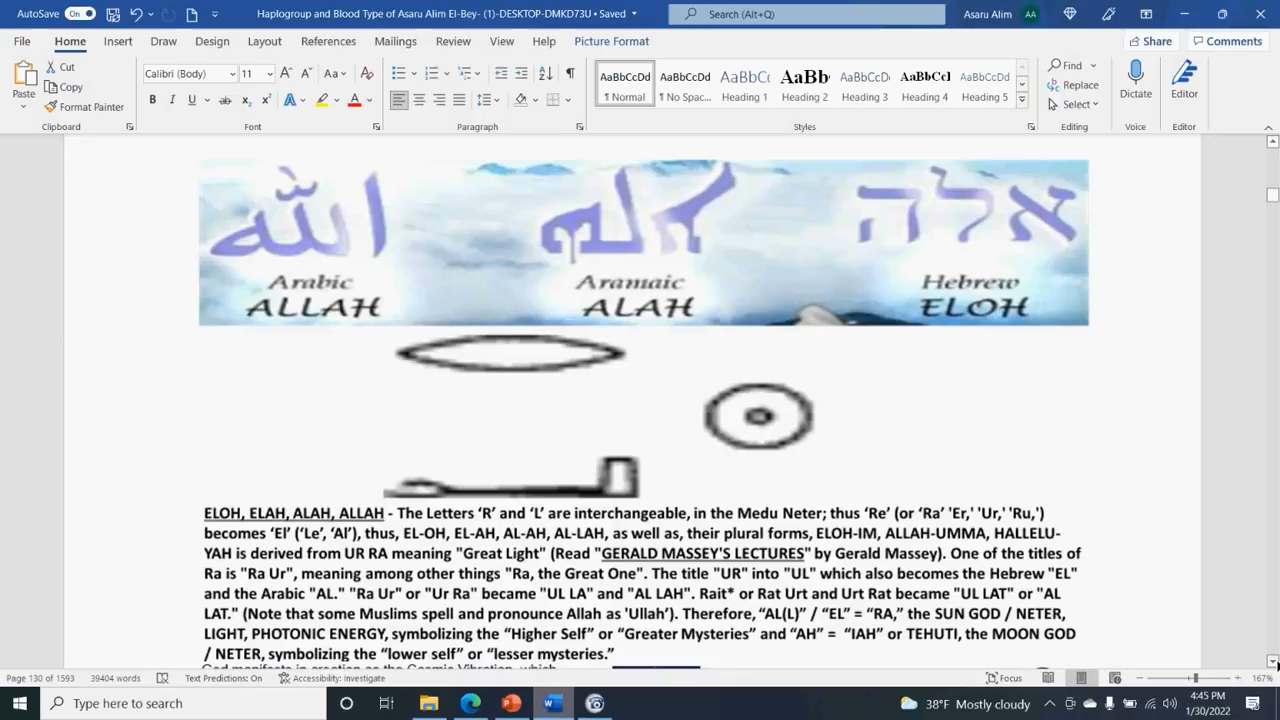 AutoSave On Haplogroup and Blood Type of Asaru Alim El-Bey- (1)-DESKTOP-DMKD73U • Saved Search (Alt+Q) Asaru Alim AA
File Home Insert Draw Design Layout References Mailings Review View Help Picture Format Share Comments
Paste Cut Copy Format Painter
Calibri (Body) 11
AaBbCcDd AaBbCcDd AaBbCc AaBb AaBbCcDd AaBbCcI AaBbCcDd
¶ Normal ¶ No Spac... Heading 1 Heading 2 Heading 3 Heading 4 Heading 5
Find Replace Select Dictate Editor
Clipboard Font Paragraph Styles Editing Voice Editor
الله אלה
Arabic Aramaic Hebrew
ALLAH ALAH ELOH
ELOH, ELAH, ALAH, ALLAH - The Letters ‘R’ and ‘L’ are interchangeable, in the Medu Neter; thus ‘Re’ (or ‘Ra’ 'Er,' 'Ur,' 'Ru,')
becomes ‘El’ (‘Le’, ‘Al’), thus, EL-OH, EL-AH, AL-AH, AL-LAH, as well as, their plural forms, ELOH-IM, ALLAH-UMMA, HALLELU-
YAH is derived from UR RA meaning "Great Light" (Read "GERALD MASSEY'S LECTURES" by Gerald Massey). One of the titles of
Ra is "Ra Ur", meaning among other things "Ra, the Great One". The title "UR" into "UL" which also becomes the Hebrew "EL"
and the Arabic "AL." "Ra Ur" or "Ur Ra" became "UL LA" and "AL LAH". Rait* or Rat Urt and Urt Rat became "UL LAT" or "AL
LAT." (Note that some Muslims spell and pronounce Allah as 'Ullah'). Therefore, “AL(L)” / “EL” = “RA,” the SUN GOD / NETER,
LIGHT, PHOTONIC ENERGY, symbolizing the “Higher Self” or “Greater Mysteries” and “AH” = “IAH” or TEHUTI, the MOON GOD
/ NETER, symbolizing the “lower self” or “lesser mysteries.”
God manifests in creation as the Cosmic Vibration, which
Page 130 of 1593 39404 words Text Predictions: On Accessibility: Investigate Focus 167%
Type here to search 38°F Mostly cloudy 4:45 PM
1/30/2022